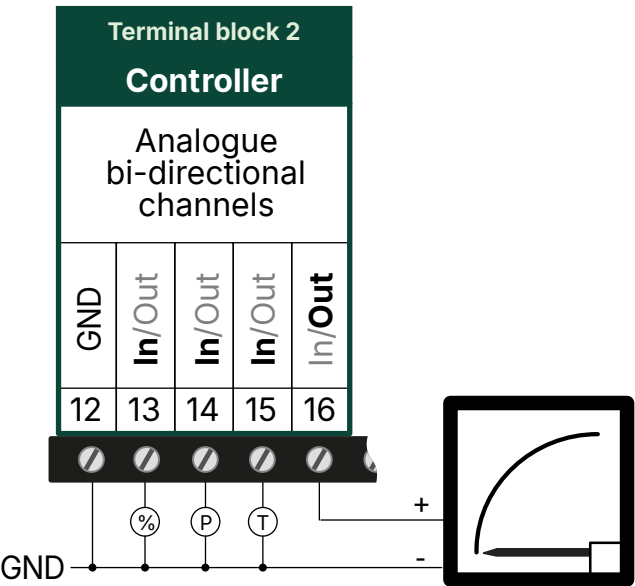 Terminal block 2
Controller
Analogue
bi-directional
channels
GND In/Out In/Out In/Out In/Out
12 13 14 15 16
% P T +
GND -